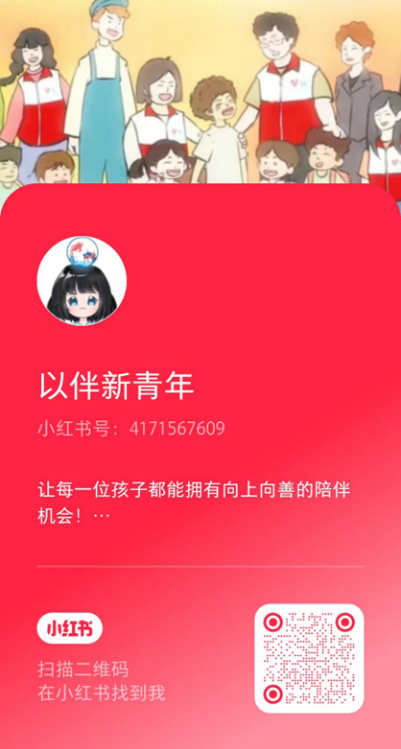 以伴新青年
小红书号：4171567609
让每一位孩子都能拥有向上向善的陪伴
机会！…
小红书
扫描二维码
在小红书找到我